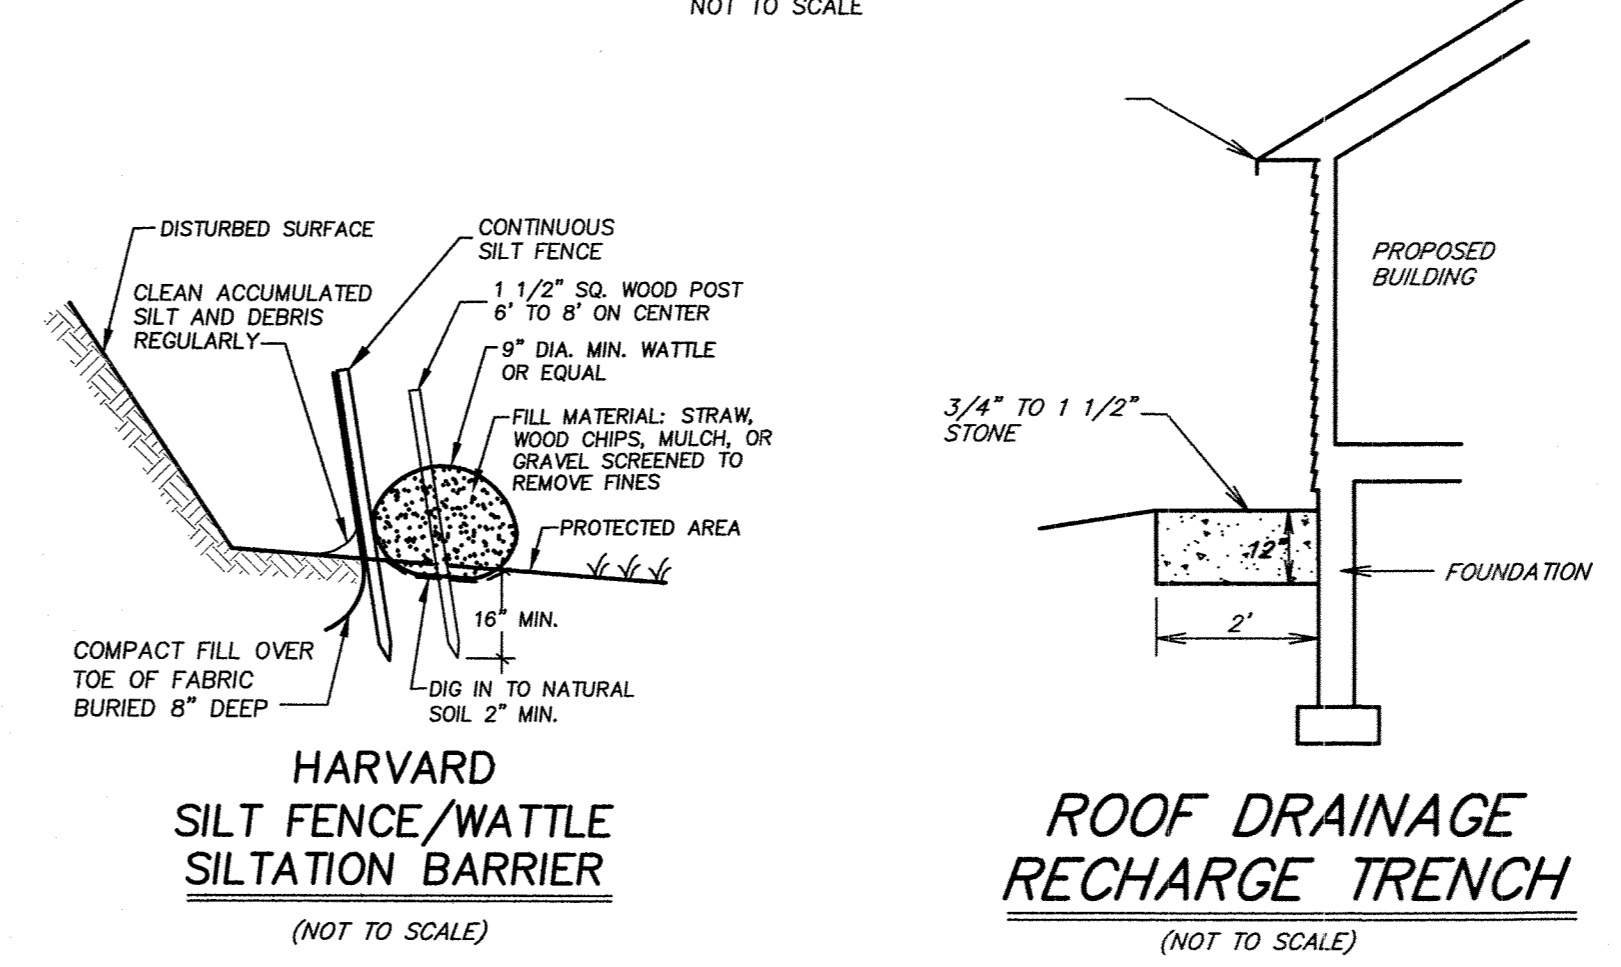 NOT TO SCALE
DISTURBED SURFACE
CONTINUOUS
SILT FENCE
CLEAN ACCUMULATED
SILT AND DEBRIS
REGULARLY
1 1/2" SQ. WOOD POST
6' TO 8' ON CENTER
9" DIA. MIN. WATTLE
OR EQUAL
FILL MATERIAL: STRAW,
WOOD CHIPS, MULCH, OR
GRAVEL SCREENED TO
REMOVE FINES
PROTECTED AREA
16" MIN.
COMPACT FILL OVER
TOE OF FABRIC
BURIED 8" DEEP
DIG IN TO NATURAL
SOIL 2" MIN.
HARVARD
SILT FENCE/WATTLE
SILTATION BARRIER
(NOT TO SCALE)
PROPOSED
BUILDING
3/4" TO 1 1/2"
STONE
12"
FOUNDATION
2'
ROOF DRAINAGE
RECHARGE TRENCH
(NOT TO SCALE)